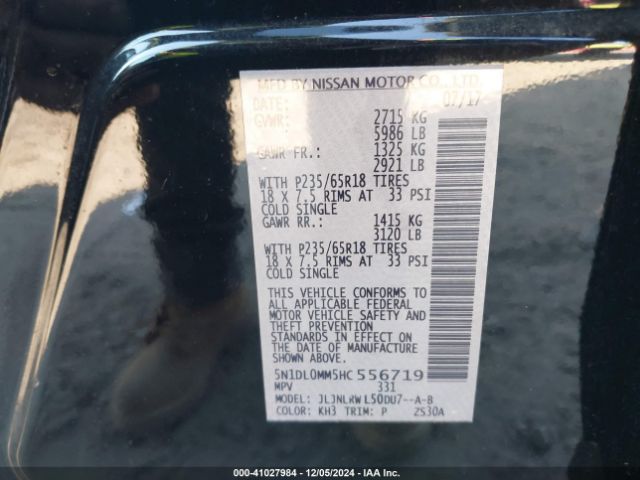 MFD BY NISSAN MOTOR CO., LTD.
DATE: 07/17
GVWR: 2715 KG
5986 LB
GAWR FR.: 1325 KG
2921 LB
WITH P235/65R18 TIRES
18 X 7.5 RIMS AT 33 PSI
COLD SINGLE
GAWR RR.: 1415 KG
3120 LB
WITH P235/65R18 TIRES
18 X 7.5 RIMS AT 33 PSI
COLD SINGLE
THIS VEHICLE CONFORMS TO
ALL APPLICABLE FEDERAL
MOTOR VEHICLE SAFETY AND
THEFT PREVENTION
STANDARDS IN EFFECT ON
THE DATE OF MANUFACTURE
SHOWN ABOVE.
5N1DL0MM5HC556719
MPV 331
MODEL: JLJNLRWL50DU7--A-B
COLOR: KH3 TRIM: P ZS30A
000-41027984 - 12/05/2024 - IAA Inc.